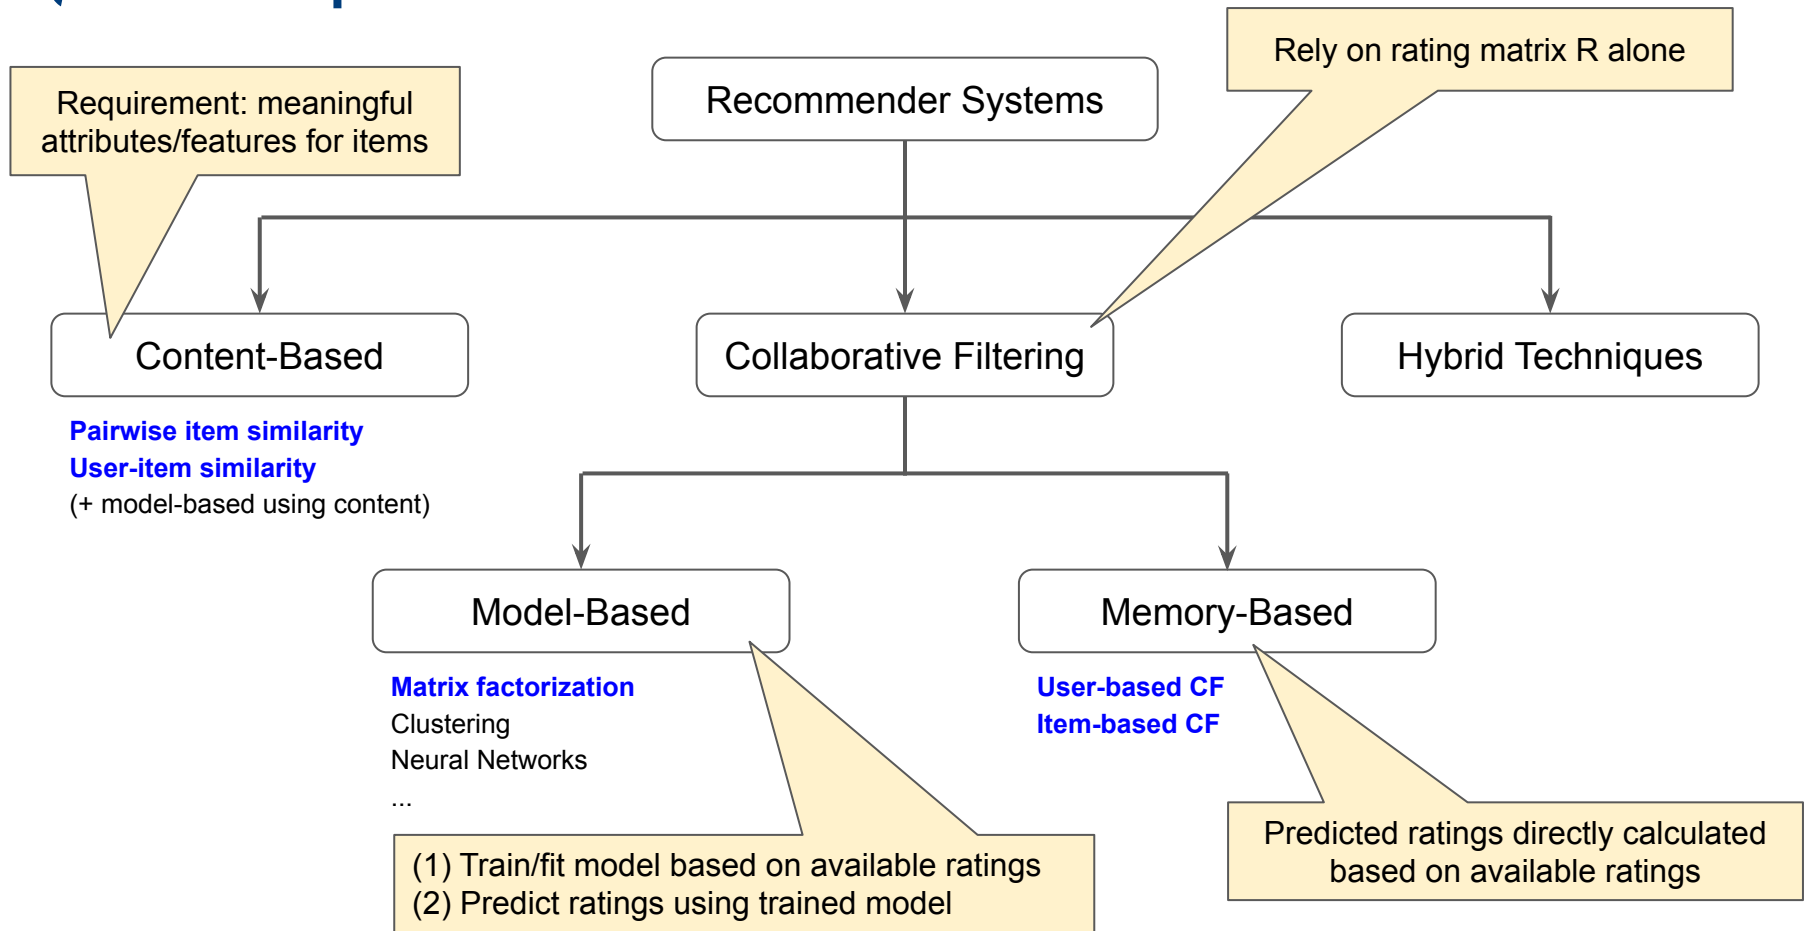 Rely on rating matrix R alone
Requirement: meaningful
attributes/features for items
Recommender Systems
Content-Based
Collaborative Filtering
Hybrid Techniques
Pairwise item similarity
User-item similarity
(+ model-based using content)
Model-Based
Memory-Based
Matrix factorization
Clustering
Neural Networks
...
User-based CF
Item-based CF
(1) Train/fit model based on available ratings
(2) Predict ratings using trained model
Predicted ratings directly calculated
based on available ratings